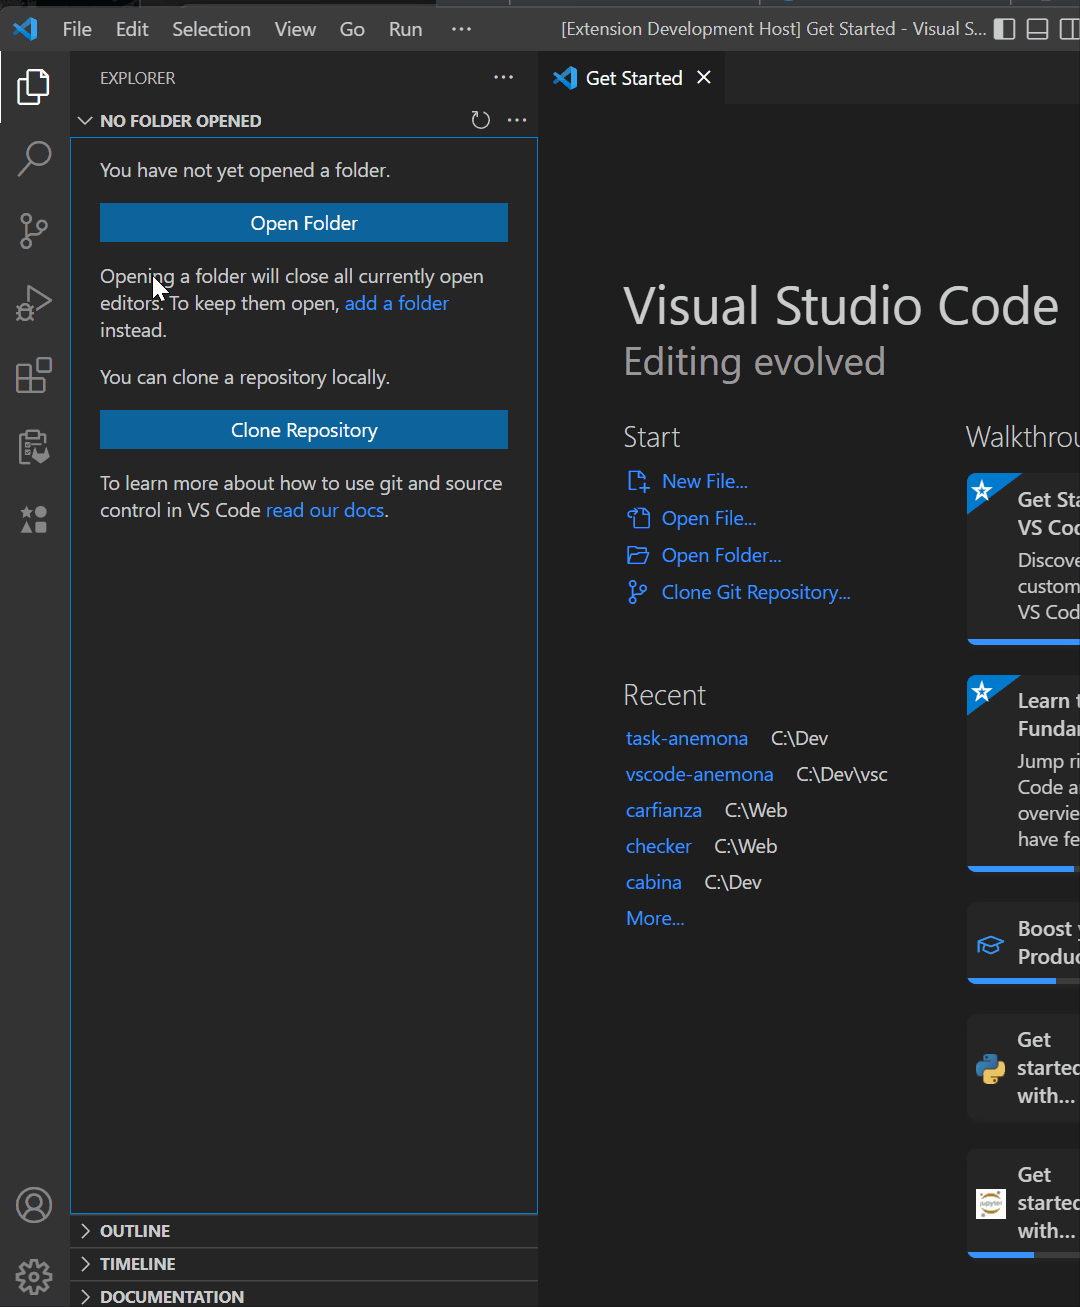 File Edit Selection View Go Run ··· [Extension Development Host] Get Started - Visual S...
EXPLORER ···
NO FOLDER OPENED ···
You have not yet opened a folder.
Open Folder
Opening a folder will close all currently open
editors. To keep them open, add a folder
instead.
You can clone a repository locally.
Clone Repository
To learn more about how to use git and source
control in VS Code read our docs.
OUTLINE
TIMELINE
DOCUMENTATION
Get Started
Visual Studio Code
Editing evolved
Start
New File...
Open File...
Open Folder...
Clone Git Repository...
Recent
task-anemona C:\Dev
vscode-anemona C:\Dev\vsc
carfianza C:\Web
checker C:\Web
cabina C:\Dev
More...
Walkthrou
Get Sta
VS Cod
Discove
custom
VS Cod
Learn t
Fundar
Jump ri
Code a
overvie
have fe
Boost y
Produc
Get
started
with...
jupyter
Get
started
with...